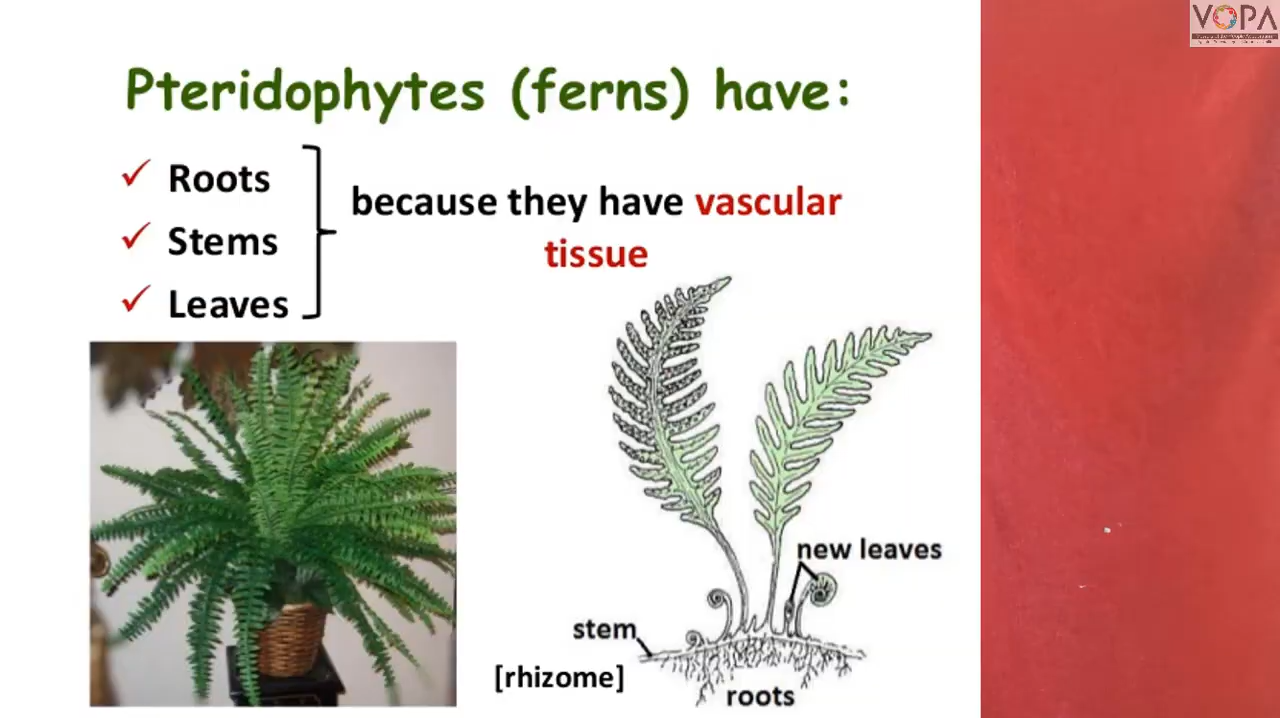 VOPA
Pteridophytes (ferns) have:
✓ Roots
✓ Stems
✓ Leaves
because they have vascular
tissue
new leaves
stem
[rhizome]
roots